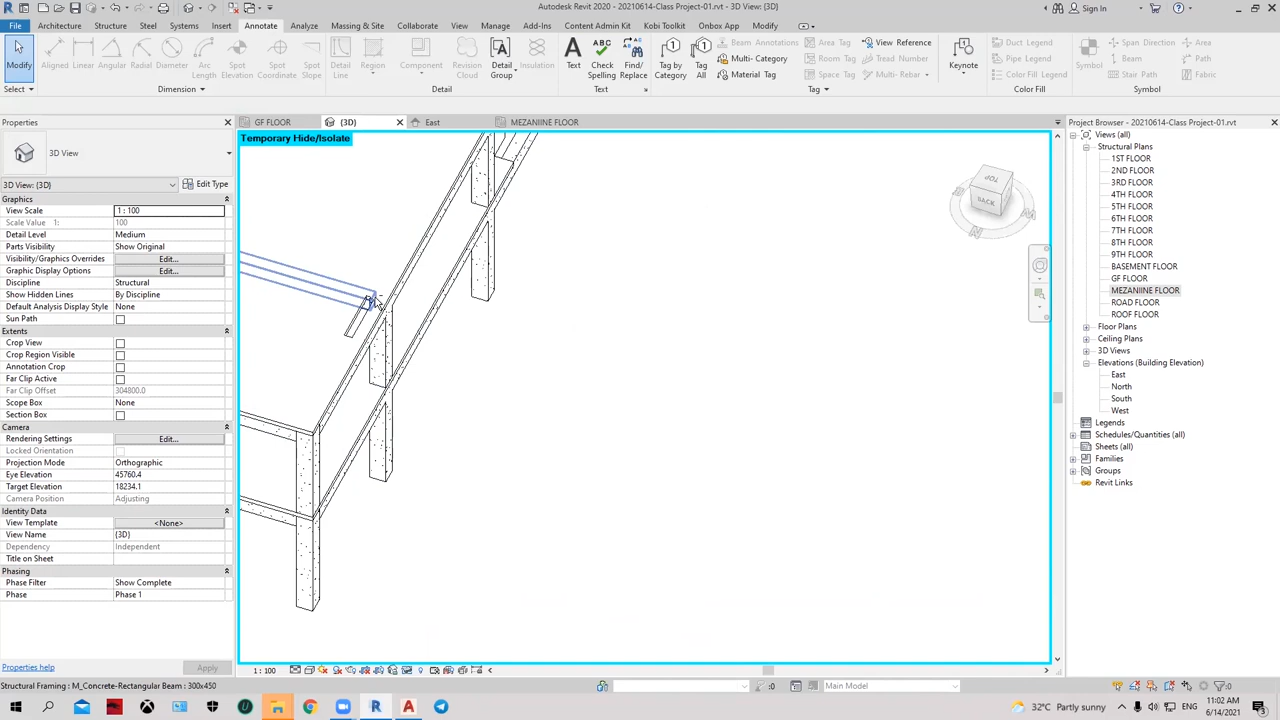 Autodesk Revit 2020 - 20210614-Class Project-01.rvt - 3D View: {3D}
Sign In
File Architecture Structure Steel Systems Insert Annotate Analyze Massing & Site Collaborate View Manage Add-Ins Content Admin Kit Kobi Toolkit Onbox App Modify
Modify
Aligned Linear Angular Radial Diameter Arc Length Spot Elevation Spot Coordinate Spot Slope
Detail Line Region Component Revision Cloud Detail Group Insulation
Text Check Spelling Find/ Replace
Tag by Category Tag All
Beam Annotations
Multi- Category
Material Tag
Area Tag
Room Tag
Space Tag
View Reference
Tread Number
Multi- Rebar
Keynote
Duct Legend
Pipe Legend
Color Fill Legend
Symbol
Span Direction
Beam
Stair Path
Area
Path
Fabric
Select Dimension Detail Text Tag Color Fill Symbol
Properties
GF FLOOR {3D} East MEZANIINE FLOOR
Project Browser - 20210614-Class Project-01.rvt
3D View
3D View: {3D} Edit Type
Graphics
View Scale 1 : 100
Scale Value 1: 100
Detail Level Medium
Parts Visibility Show Original
Visibility/Graphics Overrides Edit...
Graphic Display Options Edit...
Discipline Structural
Show Hidden Lines By Discipline
Default Analysis Display Style None
Sun Path
Extents
Crop View
Crop Region Visible
Annotation Crop
Far Clip Active
Far Clip Offset 304800.0
Scope Box None
Section Box
Camera
Rendering Settings Edit...
Locked Orientation
Projection Mode Orthographic
Eye Elevation 45760.4
Target Elevation 18234.1
Camera Position Adjusting
Identity Data
View Template <None>
View Name {3D}
Dependency Independent
Title on Sheet
Phasing
Phase Filter Show Complete
Phase Phase 1
Properties help Apply
Temporary Hide/Isolate
TOP
BACK
Views (all)
Structural Plans
1ST FLOOR
2ND FLOOR
3RD FLOOR
4TH FLOOR
5TH FLOOR
6TH FLOOR
7TH FLOOR
8TH FLOOR
9TH FLOOR
BASEMENT FLOOR
GF FLOOR
MEZANIINE FLOOR
ROAD FLOOR
ROOF FLOOR
Floor Plans
Ceiling Plans
3D Views
Elevations (Building Elevation)
East
North
South
West
Legends
Schedules/Quantities (all)
Sheets (all)
Families
Groups
Revit Links
1 : 100
Structural Framing : M_Concrete-Rectangular Beam : 300x450
:0
Main Model
:0
32°C Partly sunny
ENG
11:02 AM
6/14/2021